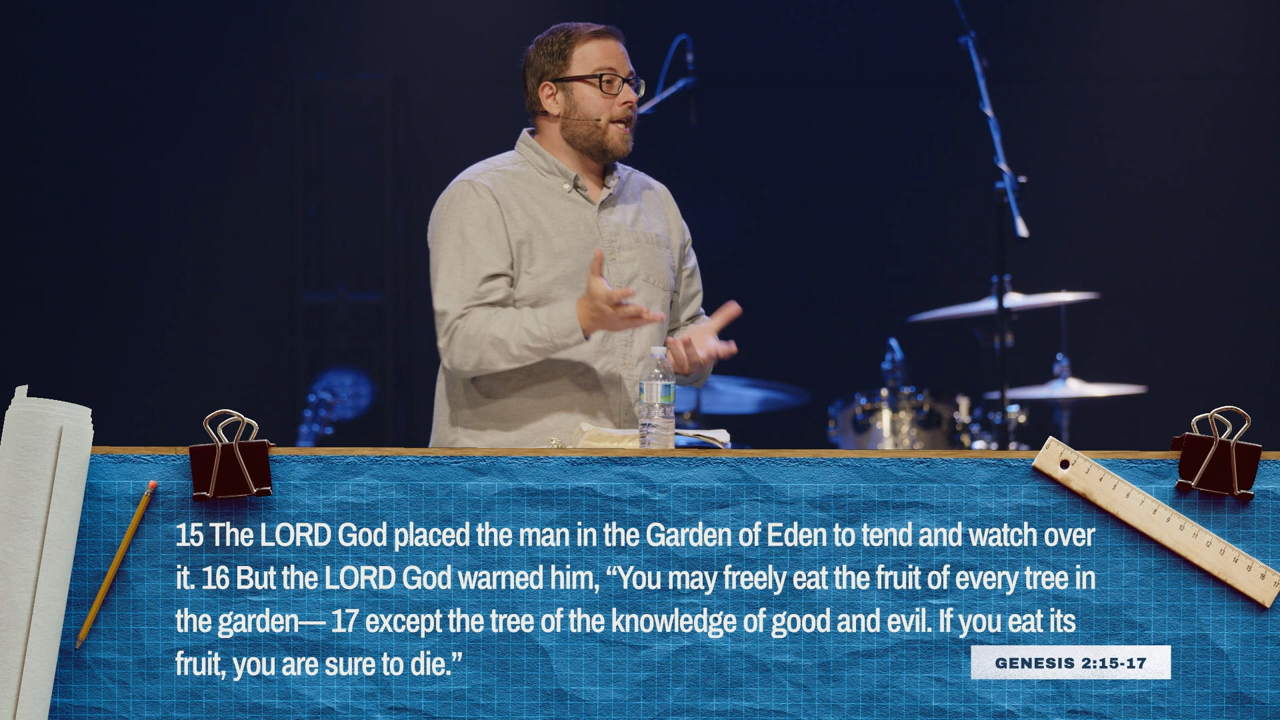 15 The LORD God placed the man in the Garden of Eden to tend and watch over
it. 16 But the LORD God warned him, “You may freely eat the fruit of every tree in
the garden— 17 except the tree of the knowledge of good and evil. If you eat its
fruit, you are sure to die.”
GENESIS 2:15-17